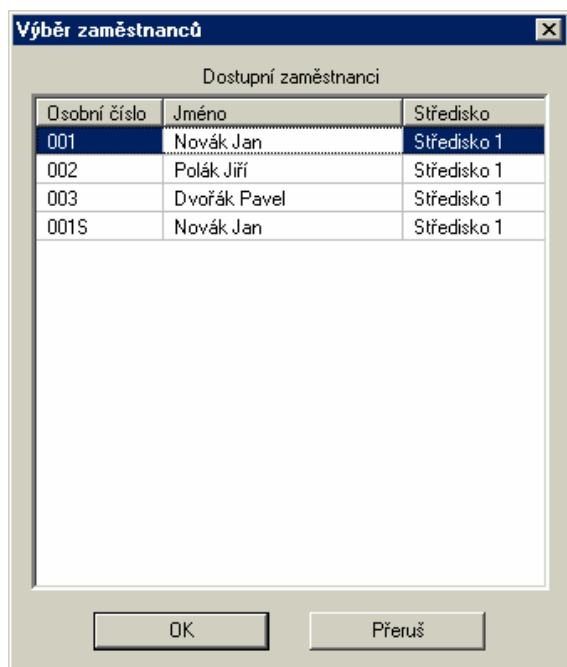 Výběr zaměstnanců
Dostupní zaměstnanci
Osobní číslo Jméno Středisko
001 Novák Jan Středisko 1
002 Polák Jiří Středisko 1
003 Dvořák Pavel Středisko 1
001S Novák Jan Středisko 1
OK Přeruš